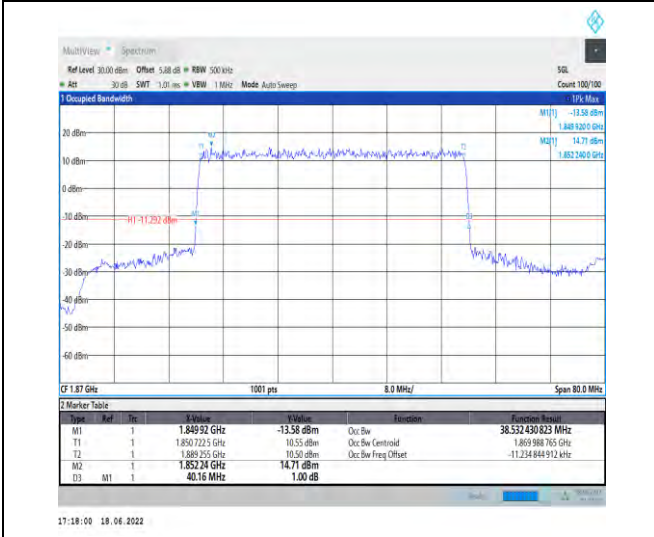 MultiView Spectrum
Ref Level 30.00 dBm Offset 5.88 dB RBW 500 kHz SGL
Att 30 dB SWT 1.01 ms VBW 1 MHz Mode Auto Sweep Count 100/100
1 Occupied Bandwidth 1Pk Max
M1[1] -13.58 dBm
1.849 920 0 GHz
M2[1] 14.71 dBm
1.852 240 0 GHz
20 dBm
M2
T1 T2
10 dBm
0 dBm
-10 dBm
H1 -11.292 dBm
M1
D3
-20 dBm
-30 dBm
-40 dBm
-50 dBm
-60 dBm
CF 1.87 GHz 1001 pts 8.0 MHz/ Span 80.0 MHz
2 Marker Table
Type Ref Trc X-Value Y-Value Function Function Result
M1 1 1.849 92 GHz -13.58 dBm Occ Bw 38.532 430 823 MHz
T1 1 1.850 722 5 GHz 10.55 dBm Occ Bw Centroid 1.869 988 765 GHz
T2 1 1.889 255 GHz 10.50 dBm Occ Bw Freq Offset -11.234 844 912 kHz
M2 1 1.852 24 GHz 14.71 dBm
D3 M1 1 40.16 MHz 1.00 dB
17:18:00 18.06.2022